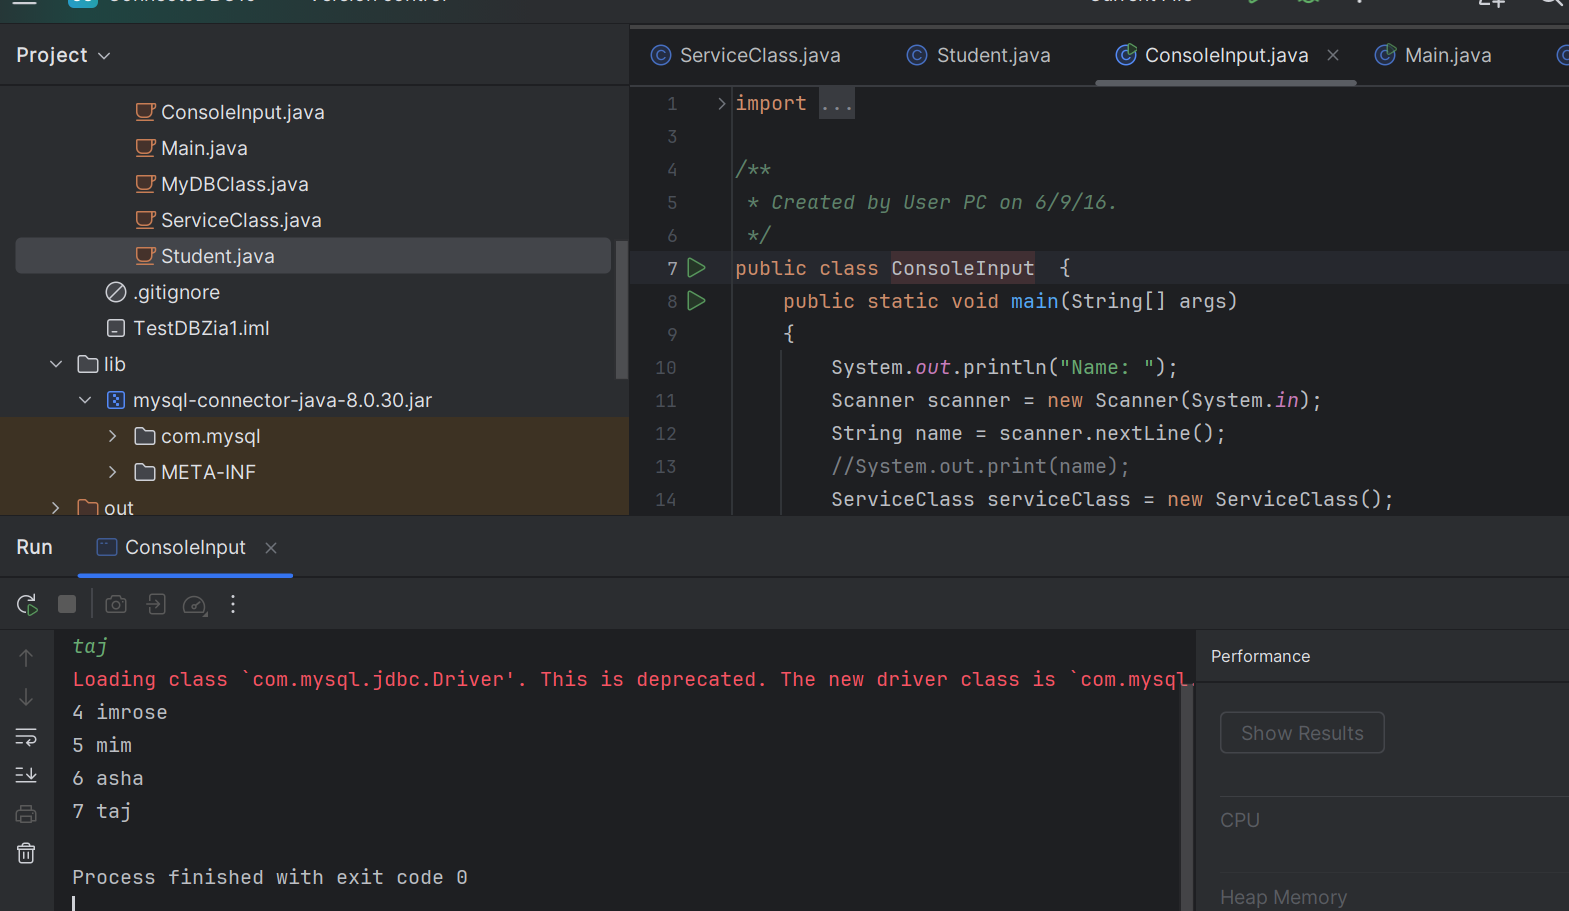 Project
ConsoleInput.java
Main.java
MyDBClass.java
ServiceClass.java
Student.java
.gitignore
TestDBZia1.iml
lib
mysql-connector-java-8.0.30.jar
com.mysql
META-INF
out
ServiceClass.java Student.java ConsoleInput.java Main.java
1 import ...
3
4 /**
5 * Created by User PC on 6/9/16.
6 */
7 public class ConsoleInput {
8 public static void main(String[] args)
9 {
10 System.out.println("Name: ");
11 Scanner scanner = new Scanner(System.in);
12 String name = scanner.nextLine();
13 //System.out.print(name);
14 ServiceClass serviceClass = new ServiceClass();
Run ConsoleInput
taj
Loading class `com.mysql.jdbc.Driver'. This is deprecated. The new driver class is `com.mysql.
4 imrose
5 mim
6 asha
7 taj
Process finished with exit code 0
Performance
Show Results
CPU
Heap Memory